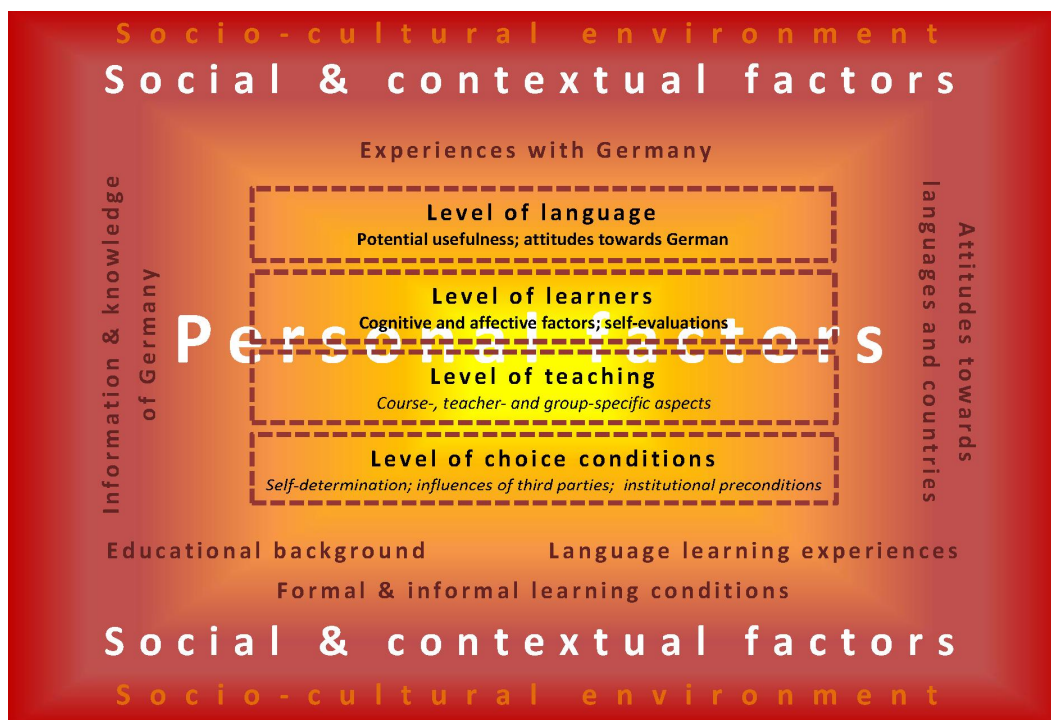 Socio-cultural environment
Social & contextual factors
Experiences with Germany
Information & knowledge
of Germany
Attitudes towards
languages and countries
Level of language
Potential usefulness; attitudes towards German
Level of learners
Cognitive and affective factors; self-evaluations
Personal factors
Level of teaching
Course-, teacher- and group-specific aspects
Level of choice conditions
Self-determination; influences of third parties; institutional preconditions
Educational background
Language learning experiences
Formal & informal learning conditions
Social & contextual factors
Socio-cultural environment